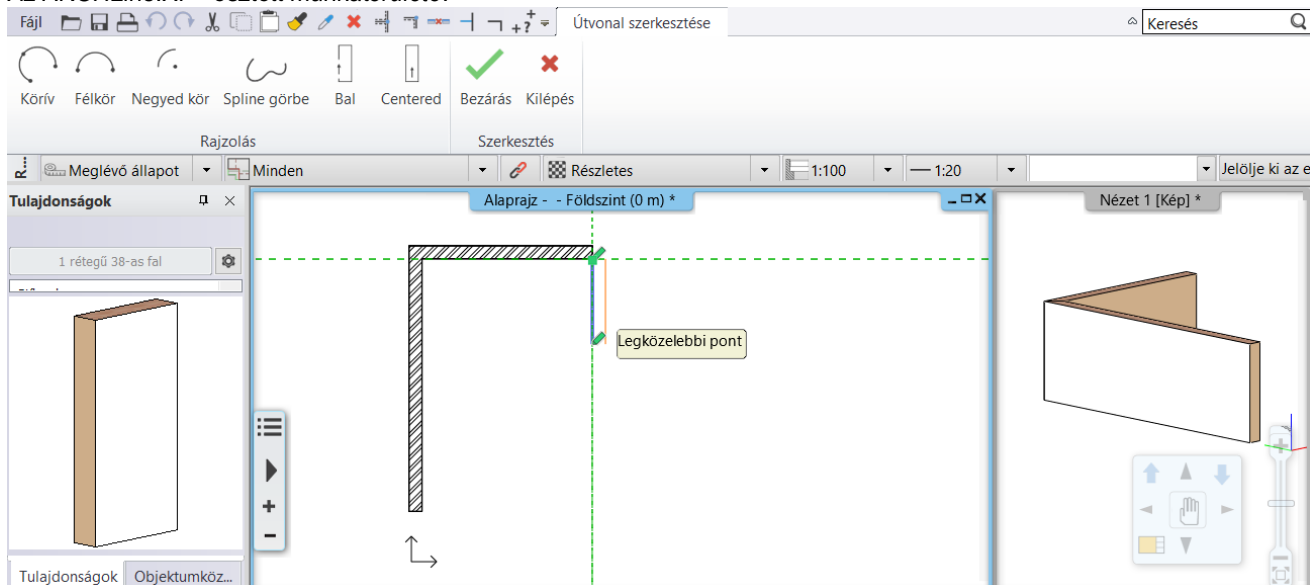 Fájl
Útvonal szerkesztése
Keresés
Körív Félkör Negyed kör Spline görbe Bal Centered Bezárás Kilépés
Rajzolás Szerkesztés
Meglévő állapot Minden Részletes 1:100 1:20 Jelölje ki az e
Tulajdonságok
Alaprajz - - Földszint (0 m) *
Nézet 1 [Kép] *
1 rétegű 38-as fal
Legközelebbi pont
Tulajdonságok Objektumköz...